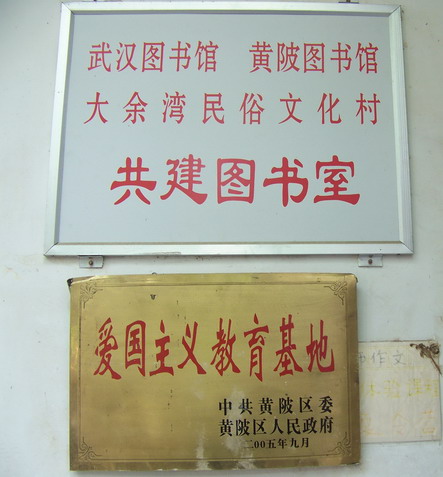 武汉图书馆 黄陂图书馆
大余湾民俗文化村
共建图书室
爱国主义教育基地
中共黄陂区委
黄陂区人民政府
二00五年九月
作文